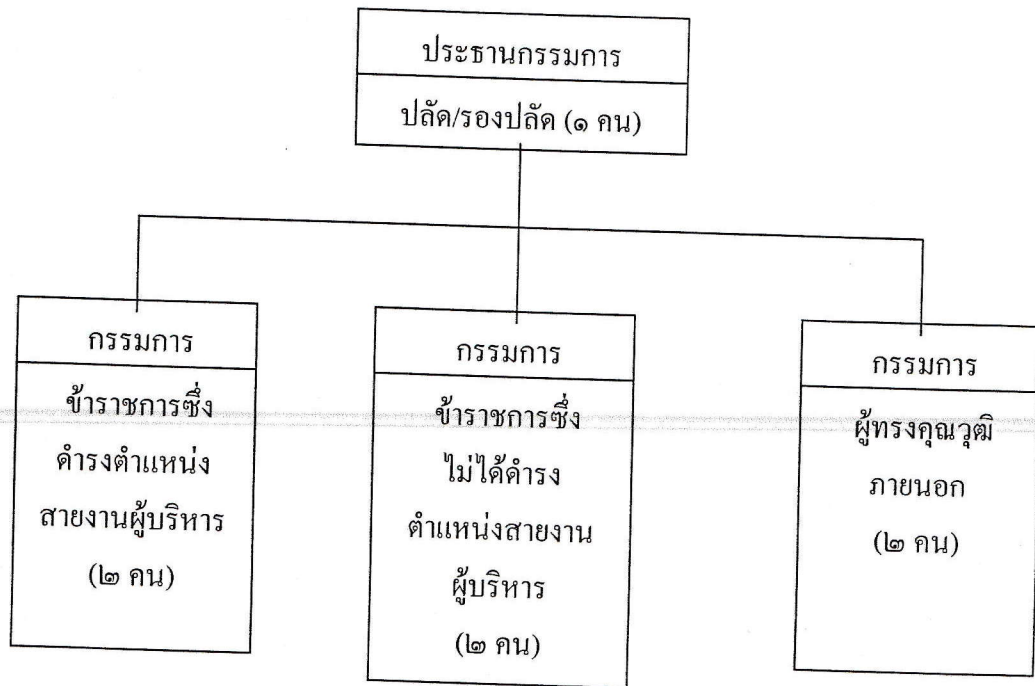 ประธานกรรมการ
ปลัด/รองปลัด (๑ คน)
กรรมการ
ข้าราชการซึ่ง
ดำรงตำแหน่ง
สายงานผู้บริหาร
(๒ คน)
กรรมการ
ข้าราชการซึ่ง
ไม่ได้ดำรง
ตำแหน่งสายงาน
ผู้บริหาร
(๒ คน)
กรรมการ
ผู้ทรงคุณวุฒิ
ภายนอก
(๒ คน)